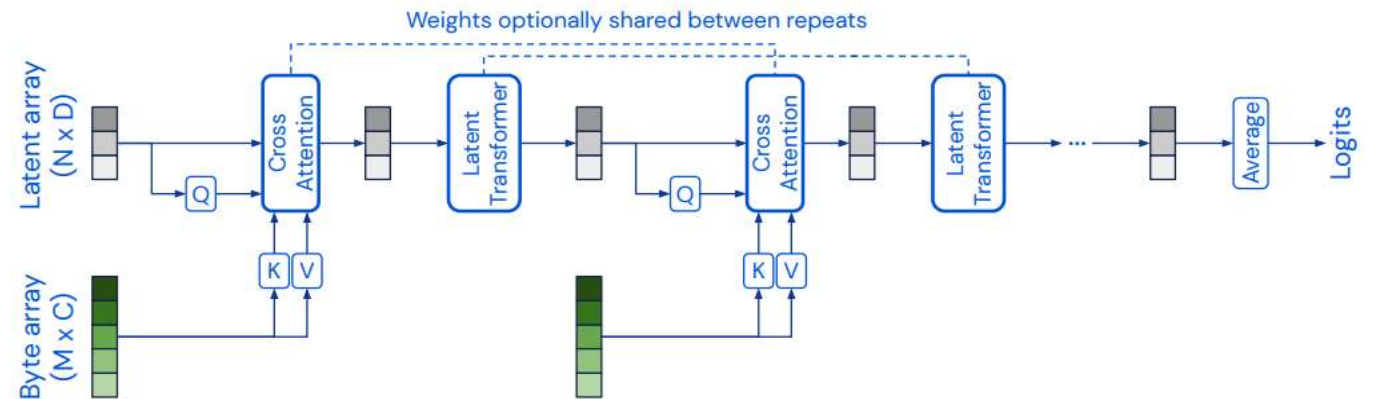 Weights optionally shared between repeats
Latent array
(N x D)
Q
Cross
Attention
Latent
Transformer
Q
Cross
Attention
Latent
Transformer
...
Average
Logits
K
V
K
V
Byte array
(M x C)